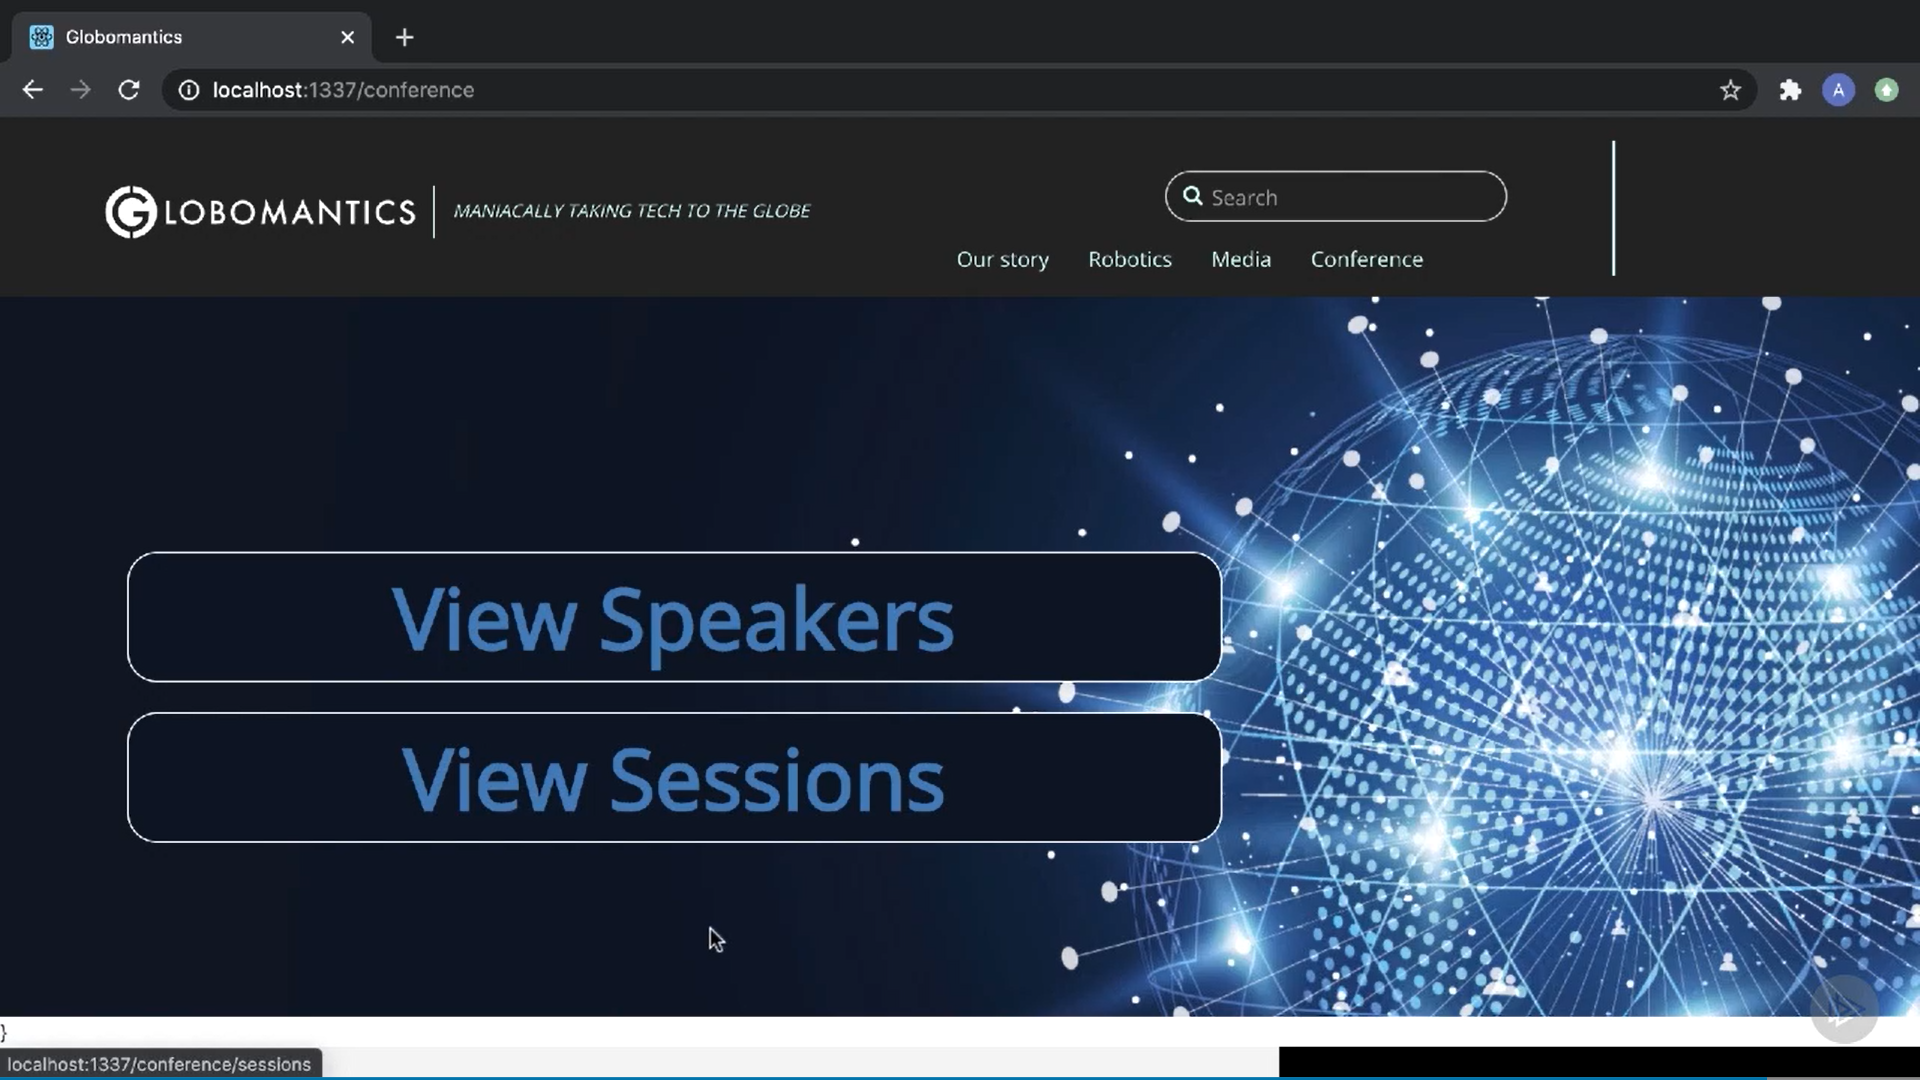 Globomantics
localhost:1337/conference
A
GLOBOMANTICS
MANIACALLY TAKING TECH TO THE GLOBE
Search
Our story Robotics Media Conference
View Speakers
View Sessions
}
localhost:1337/conference/sessions